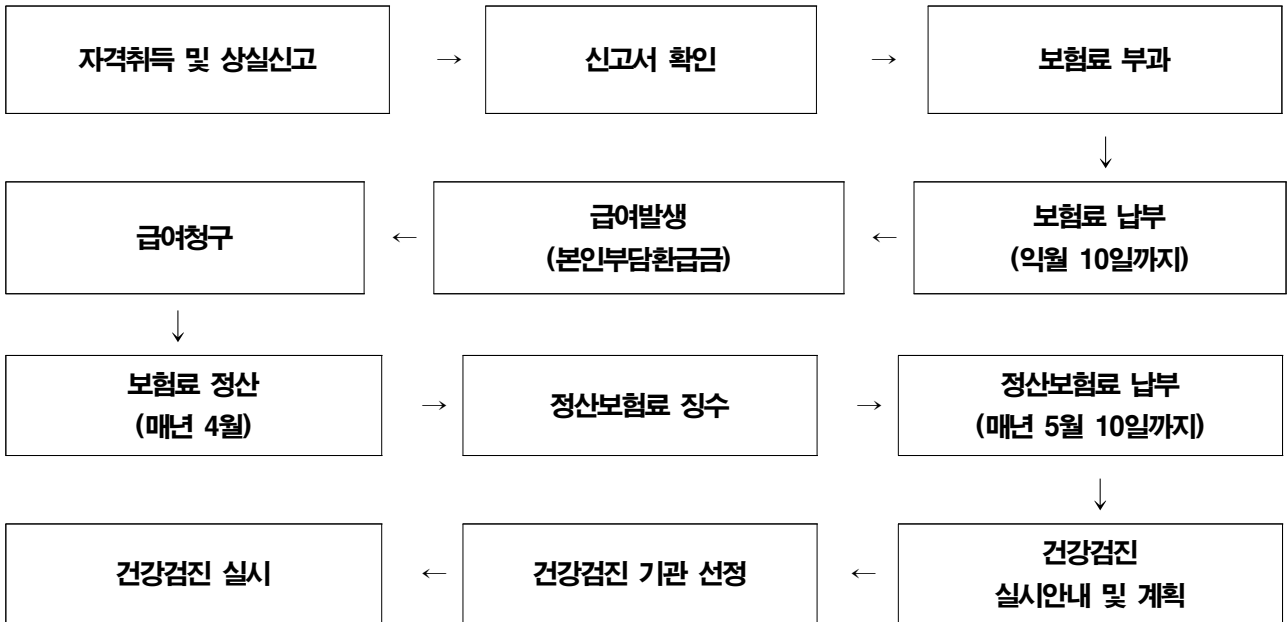 자격취득 및 상실신고 → 신고서 확인 → 보험료 부과
↓
급여청구 ← 급여발생 (본인부담환급금) ← 보험료 납부 (익월 10일까지)
↓
보험료 정산 (매년 4월) → 정산보험료 징수 → 정산보험료 납부 (매년 5월 10일까지)
↓
건강검진 실시 ← 건강검진 기관 선정 ← 건강검진 실시안내 및 계획